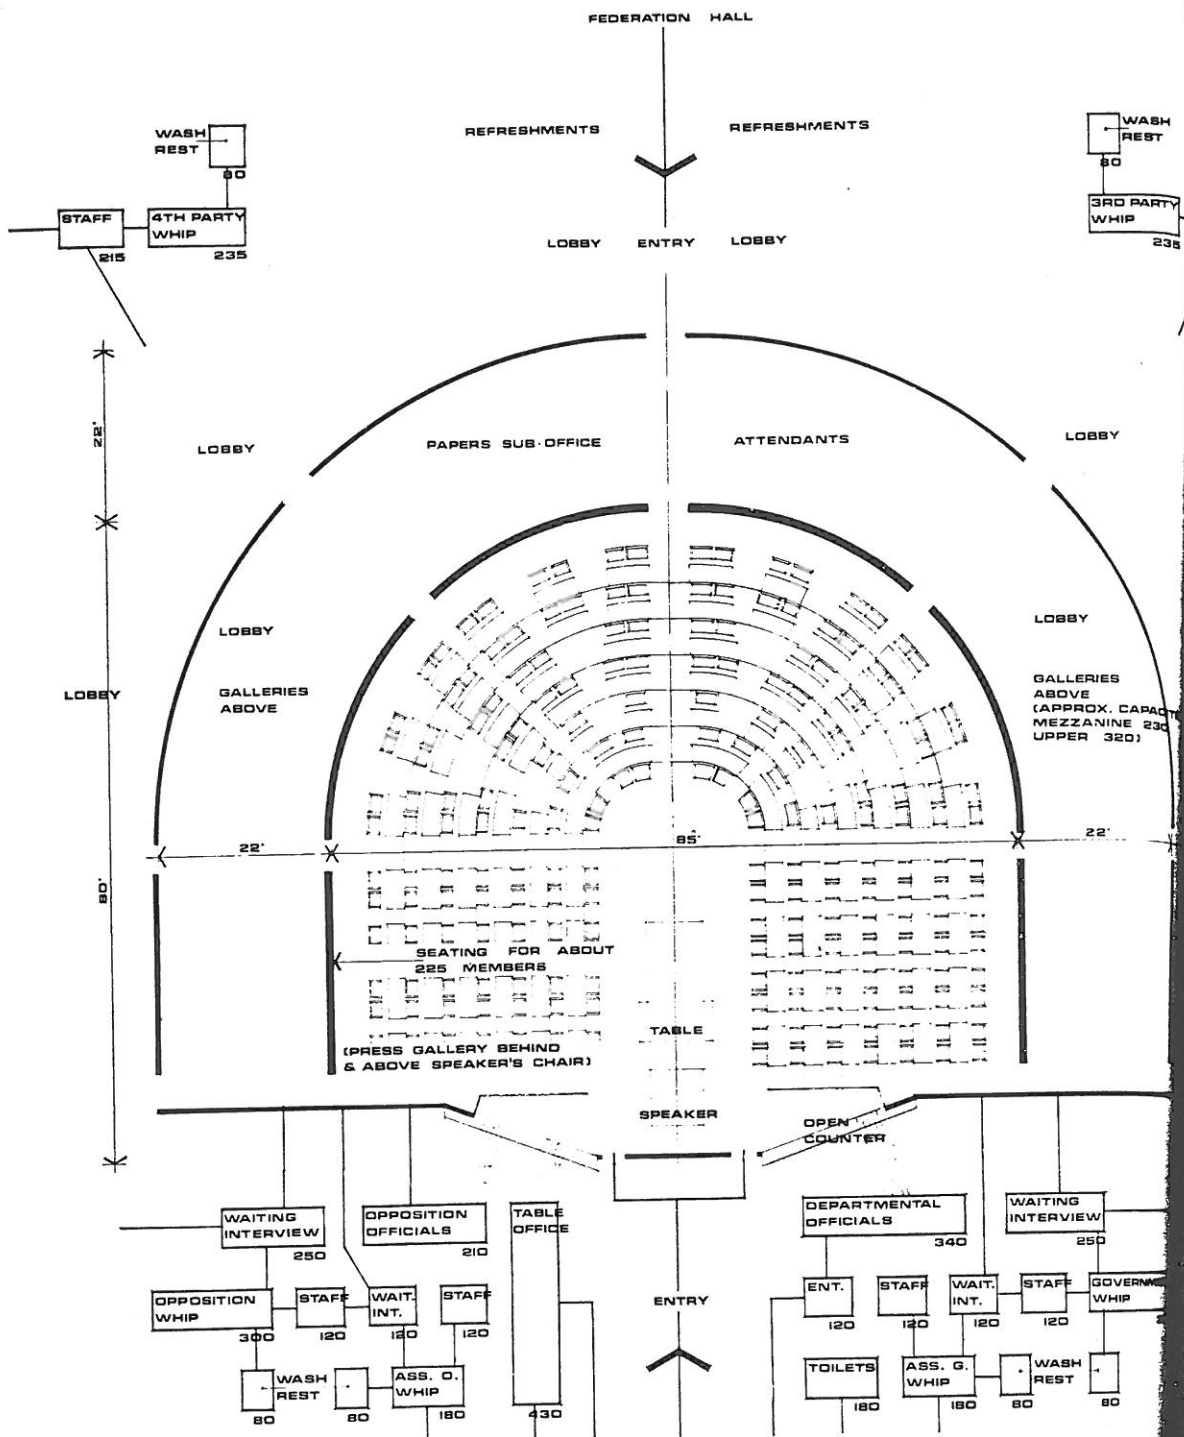 FEDERATION HALL
REFRESHMENTS
REFRESHMENTS
WASH
REST
80
WASH
REST
80
STAFF
215
4TH PARTY
WHIP
235
3RD PARTY
WHIP
235
LOBBY ENTRY LOBBY
22'
LOBBY
PAPERS SUB-OFFICE
ATTENDANTS
LOBBY
LOBBY
LOBBY
LOBBY
GALLERIES
ABOVE
GALLERIES
ABOVE
(APPROX. 
MEZZANINE 230
UPPER 320)
22'
85'
22'
80'
SEATING FOR ABOUT
225 MEMBERS
TABLE
(PRESS GALLERY BEHIND
& ABOVE SPEAKER'S CHAIR)
SPEAKER
OPEN
COUNTER
WAITING
INTERVIEW
250
OPPOSITION
OFFICIALS
210
TABLE
OFFICE
430
DEPARTMENTAL
OFFICIALS
340
WAITING
INTERVIEW
250
OPPOSITION
WHIP
300
STAFF
120
WAIT.
INT.
120
STAFF
120
ENTRY
ENT.
120
STAFF
120
WAIT.
INT.
120
STAFF
120
WHIP
WASH
REST
80
80
ASS. O.
WHIP
180
TOILETS
180
ASS. G.
WHIP
180
80
WASH
REST
80